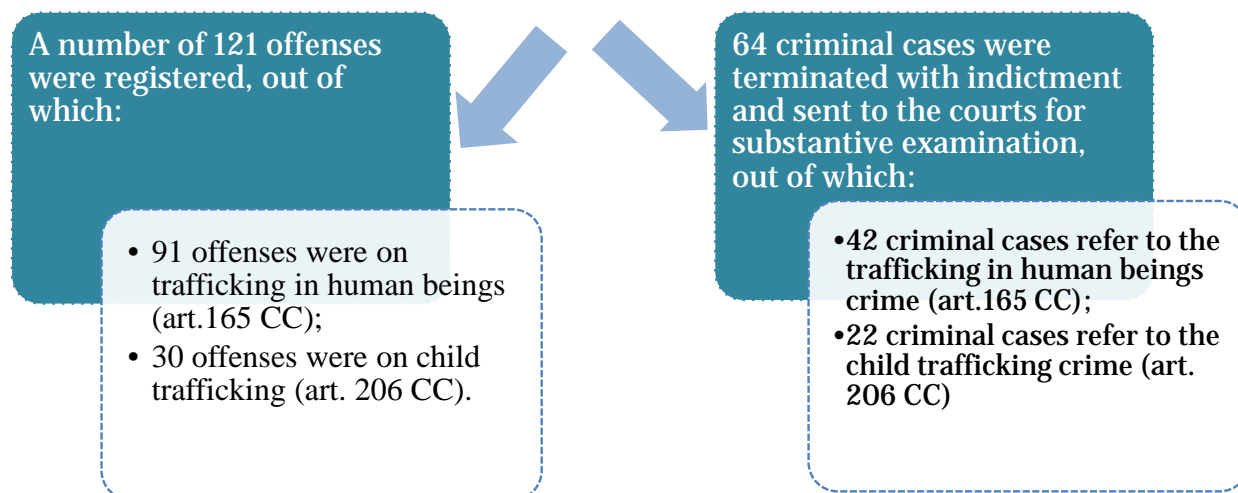 A number of 121 offenses
were registered, out of
which:
• 91 offenses were on
trafficking in human beings
(art.165 CC);
• 30 offenses were on child
trafficking (art. 206 CC).
64 criminal cases were
terminated with indictment
and sent to the courts for
substantive examination,
out of which:
•42 criminal cases refer to the
trafficking in human beings
crime (art.165 CC);
•22 criminal cases refer to the
child trafficking crime (art.
206 CC)